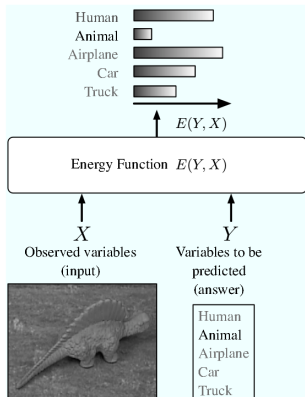 Human
Animal
Airplane
Car
Truck
E(Y, X)
Energy Function E(Y, X)
X
Observed variables
(input)
Y
Variables to be
predicted
(answer)
Human
Animal
Airplane
Car
Truck